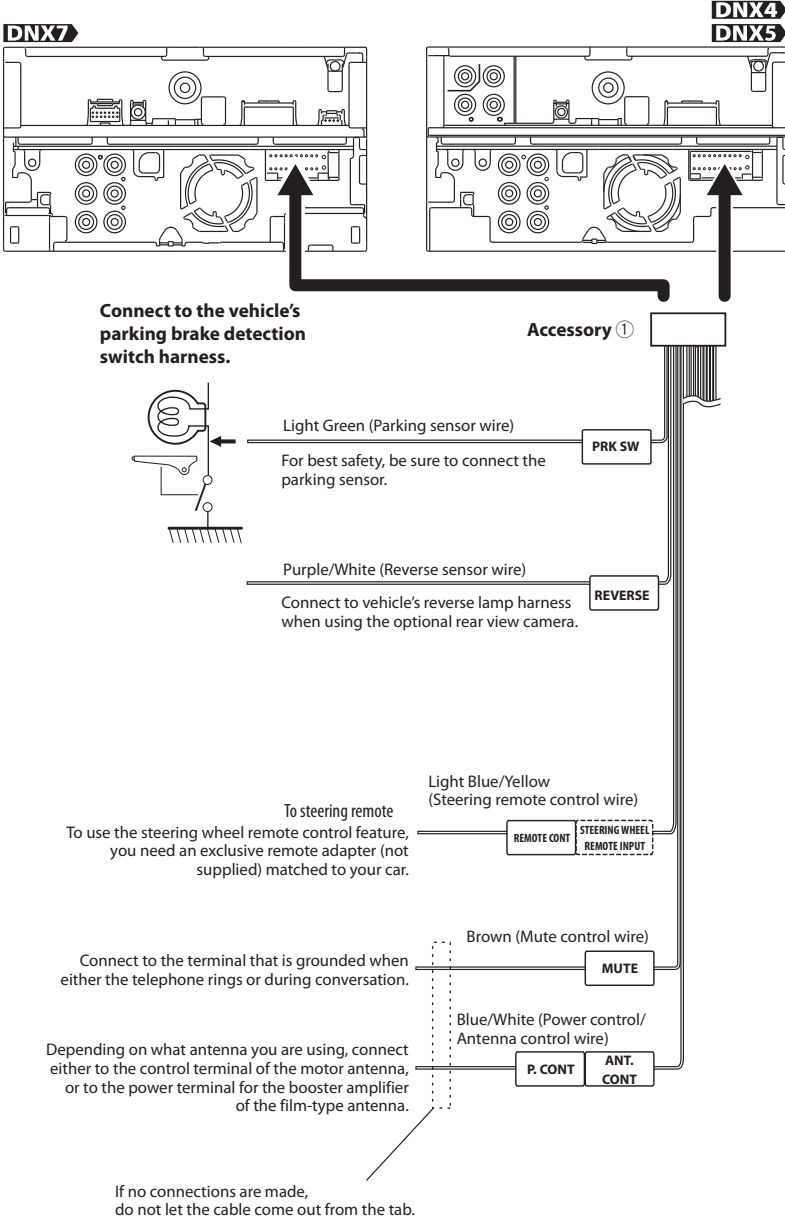 DNX7
DNX4
DNX5
Connect to the vehicle's
parking brake detection
switch harness.
Accessory ①
Light Green (Parking sensor wire)
PRK SW
For best safety, be sure to connect the
parking sensor.
Purple/White (Reverse sensor wire)
REVERSE
Connect to vehicle's reverse lamp harness
when using the optional rear view camera.
Light Blue/Yellow
(Steering remote control wire)
To steering remote
To use the steering wheel remote control feature,
you need an exclusive remote adapter (not
supplied) matched to your car.
REMOTE CONT
STEERING WHEEL
REMOTE INPUT
Brown (Mute control wire)
Connect to the terminal that is grounded when
either the telephone rings or during conversation.
MUTE
Blue/White (Power control/
Antenna control wire)
Depending on what antenna you are using, connect
either to the control terminal of the motor antenna,
or to the power terminal for the booster amplifier
of the film-type antenna.
P. CONT
ANT.
CONT
If no connections are made,
do not let the cable come out from the tab.